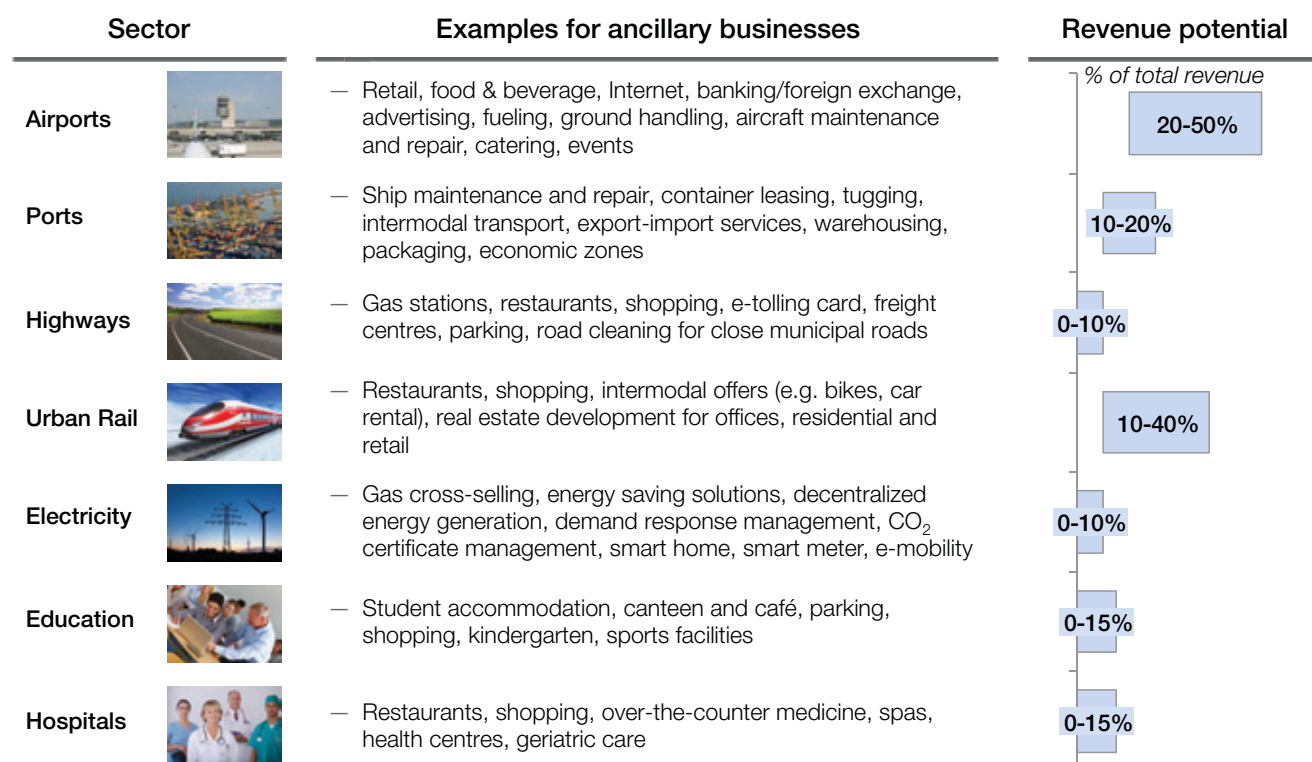 Sector
Examples for ancillary businesses
Revenue potential
% of total revenue
Airports
— Retail, food & beverage, Internet, banking/foreign exchange,
advertising, fueling, ground handling, aircraft maintenance
and repair, catering, events
20-50%
Ports
— Ship maintenance and repair, container leasing, tugging,
intermodal transport, export-import services, warehousing,
packaging, economic zones
10-20%
Highways
— Gas stations, restaurants, shopping, e-tolling card, freight
centres, parking, road cleaning for close municipal roads
0-10%
Urban Rail
— Restaurants, shopping, intermodal offers (e.g. bikes, car
rental), real estate development for offices, residential and
retail
10-40%
Electricity
— Gas cross-selling, energy saving solutions, decentralized
energy generation, demand response management, CO₂
certificate management, smart home, smart meter, e-mobility
0-10%
Education
— Student accommodation, canteen and café, parking,
shopping, kindergarten, sports facilities
0-15%
Hospitals
— Restaurants, shopping, over-the-counter medicine, spas,
health centres, geriatric care
0-15%